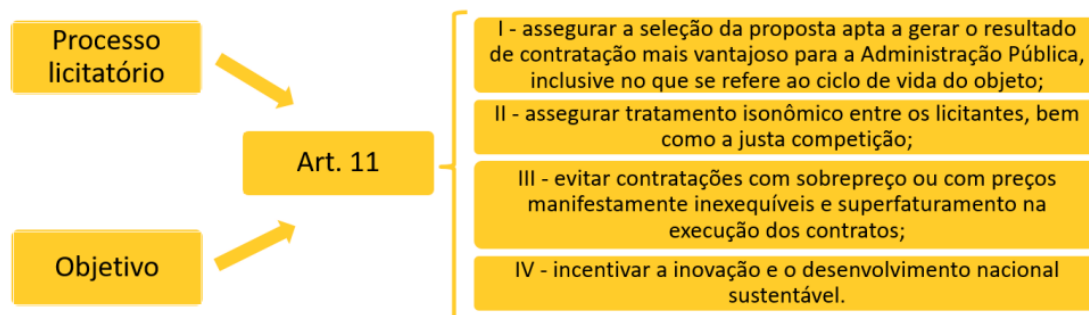 Processo
licitatório
Objetivo
Art. 11
I - assegurar a seleção da proposta apta a gerar o resultado
de contratação mais vantajoso para a Administração Pública,
inclusive no que se refere ao ciclo de vida do objeto;
II - assegurar tratamento isonômico entre os licitantes, bem
como a justa competição;
III - evitar contratações com sobrepreço ou com preços
manifestamente inexequíveis e superfaturamento na
execução dos contratos;
IV - incentivar a inovação e o desenvolvimento nacional
sustentável.